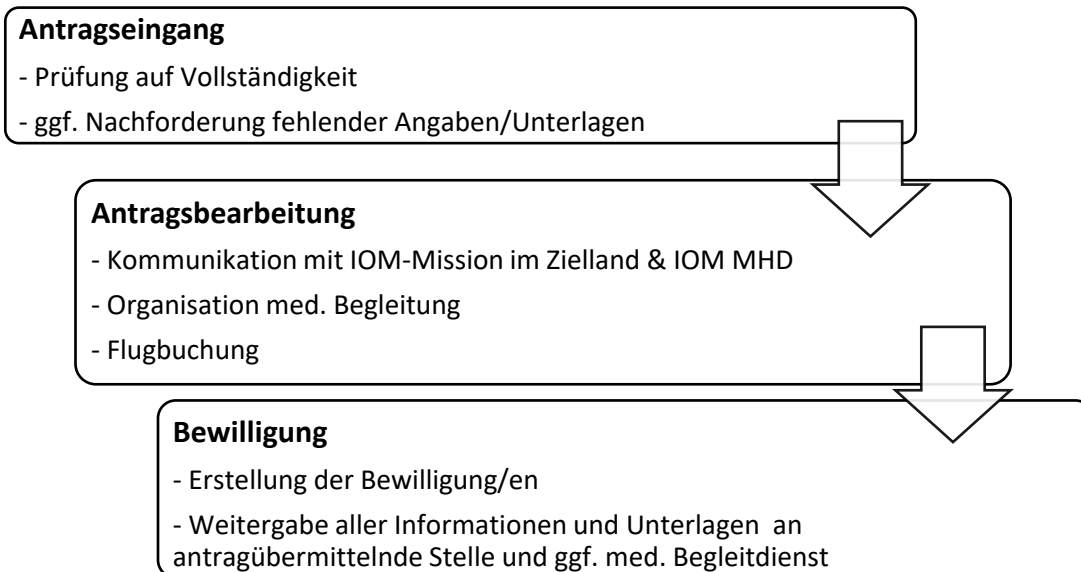 Antragseingang
- Prüfung auf Vollständigkeit
- ggf. Nachforderung fehlender Angaben/Unterlagen
Antragsbearbeitung
- Kommunikation mit IOM-Mission im Zielland & IOM MHD
- Organisation med. Begleitung
- Flugbuchung
Bewilligung
- Erstellung der Bewilligung/en
- Weitergabe aller Informationen und Unterlagen  an
antragübermittelnde Stelle und ggf. med. Begleitdienst